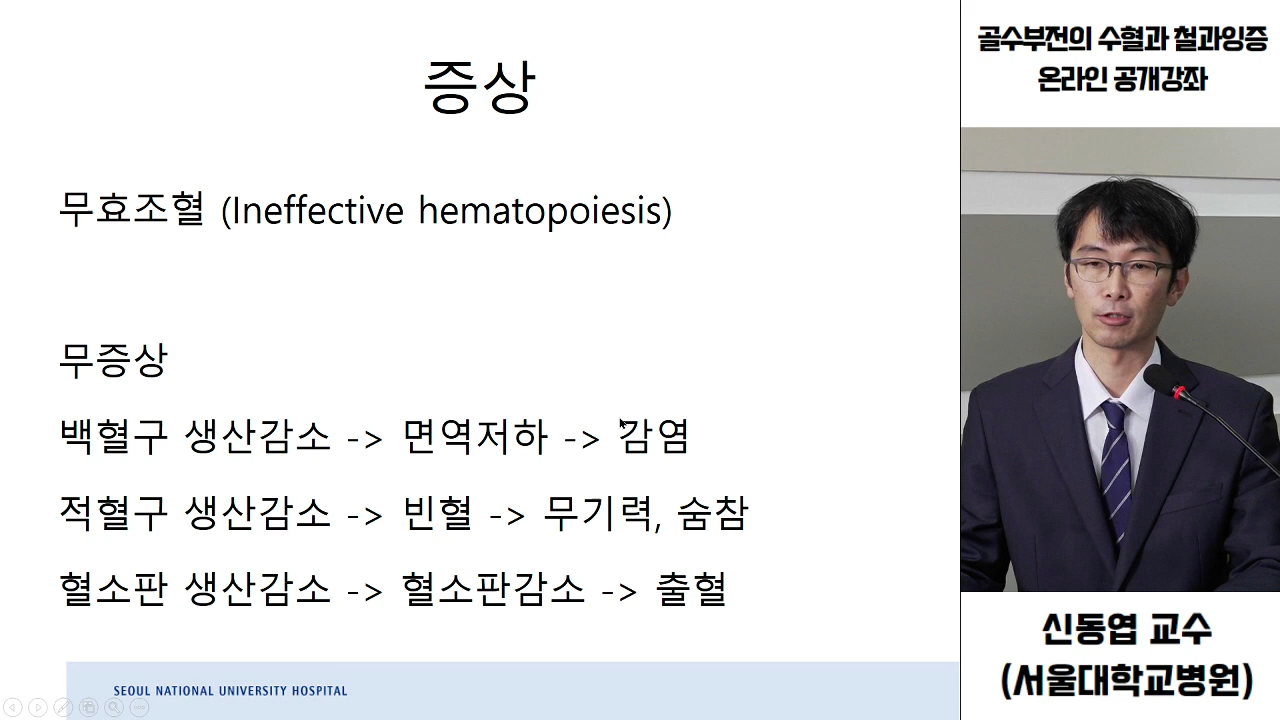 증상
무효조혈 (Ineffective hematopoiesis)
무증상
백혈구 생산감소 -> 면역저하 -> 감염
적혈구 생산감소 -> 빈혈 -> 무기력, 숨참
혈소판 생산감소 -> 혈소판감소 -> 출혈
SEOUL NATIONAL UNIVERSITY HOSPITAL
골수부전의 수혈과 철과잉증
온라인 공개강좌
신동엽 교수
(서울대학교병원)